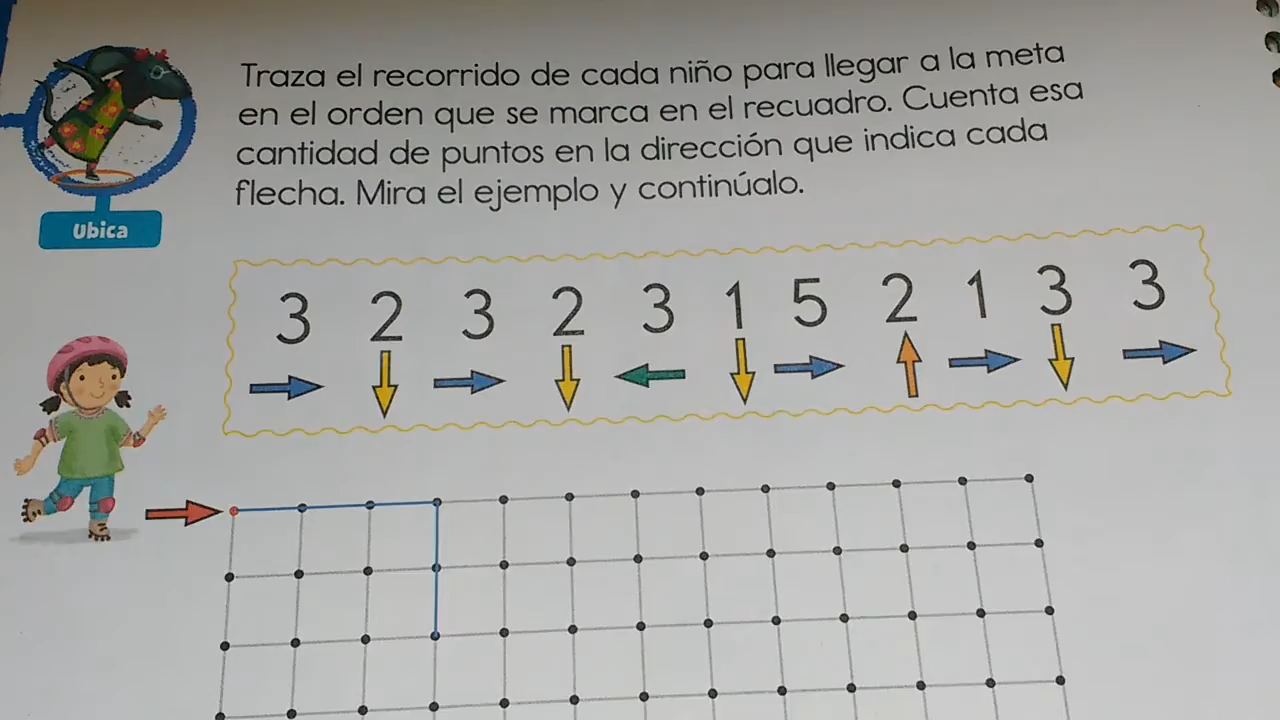 Traza el recorrido de cada niño para llegar a la meta
en el orden que se marca en el recuadro. Cuenta esa
cantidad de puntos en la dirección que indica cada
flecha. Mira el ejemplo y continúalo.
Ubica
3 2 3 2 3 1 5 2 1 3 3